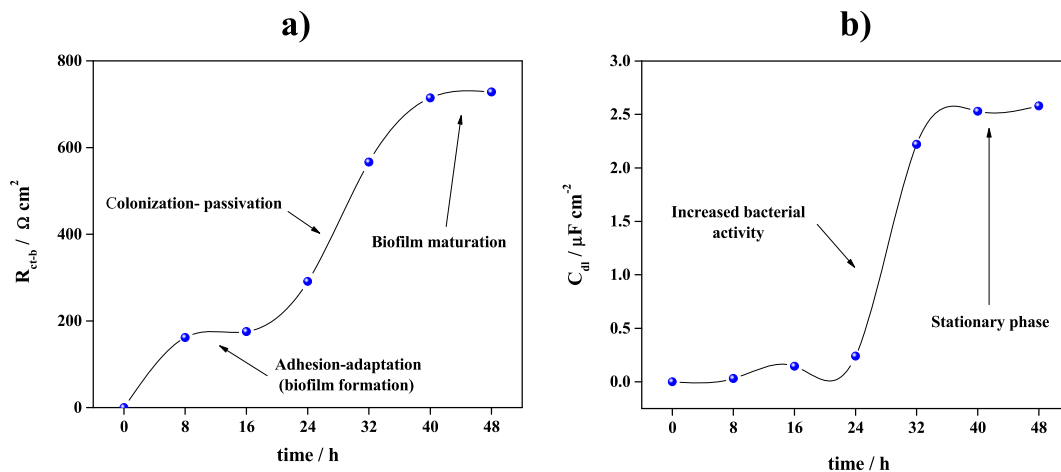 a)
800
600
400
200
0
R_ct-b / Ω cm²
Colonization- passivation
Biofilm maturation
Adhesion-adaptation
(biofilm formation)
0 8 16 24 32 40 48
time / h
b)
3.0
2.5
2.0
1.5
1.0
0.5
0.0
C_dl / μF cm⁻²
Increased bacterial
activity
Stationary phase
0 8 16 24 32 40 48
time / h